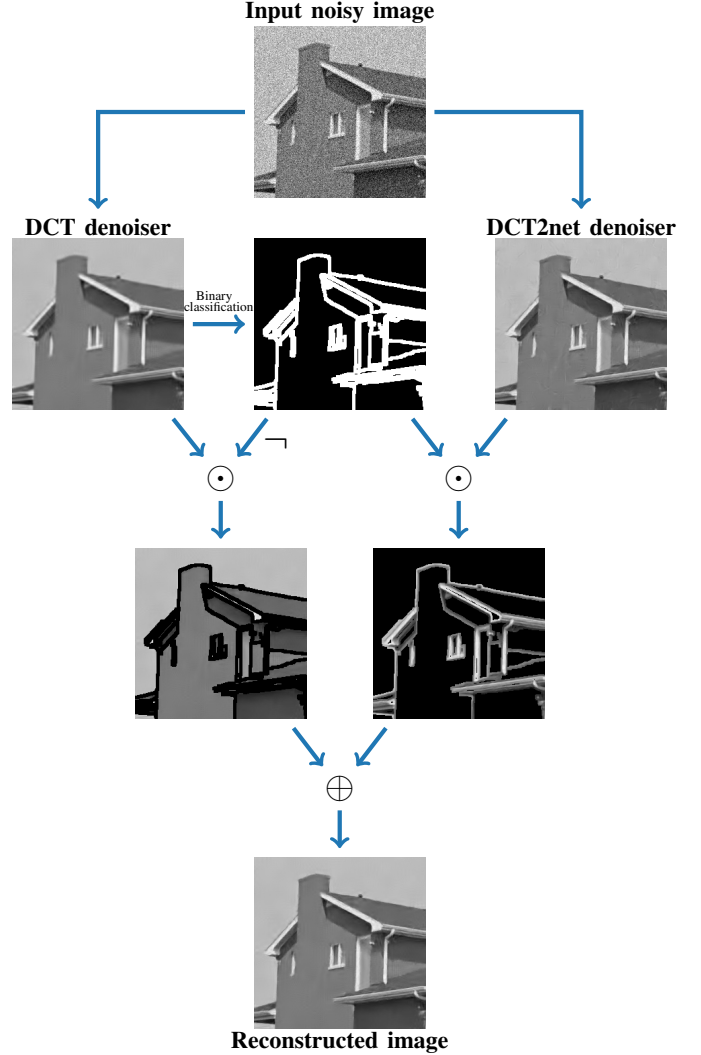 Input noisy image
DCT denoiser
DCT2net denoiser
Binary
classification
¬
⊙
⊙
⊕
Reconstructed image